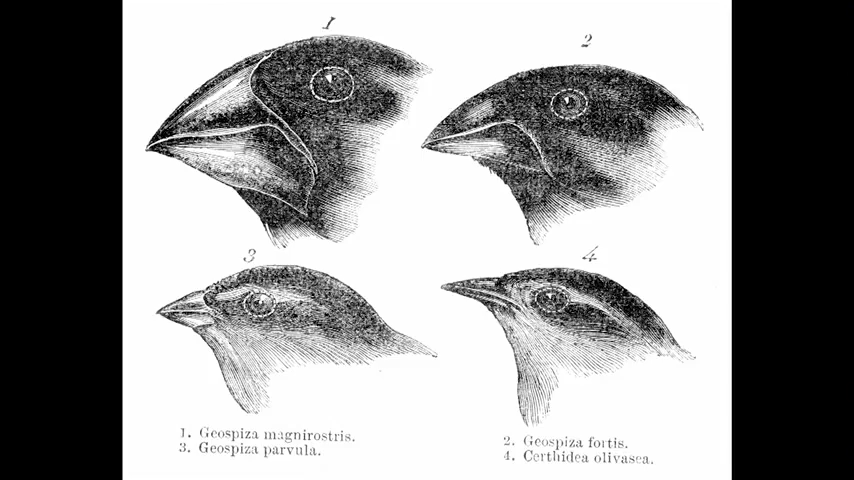 1
2
3
4
1. Geospiza magnirostris.
2. Geospiza fortis.
3. Geospiza parvula.
4. Certhidea olivasea.